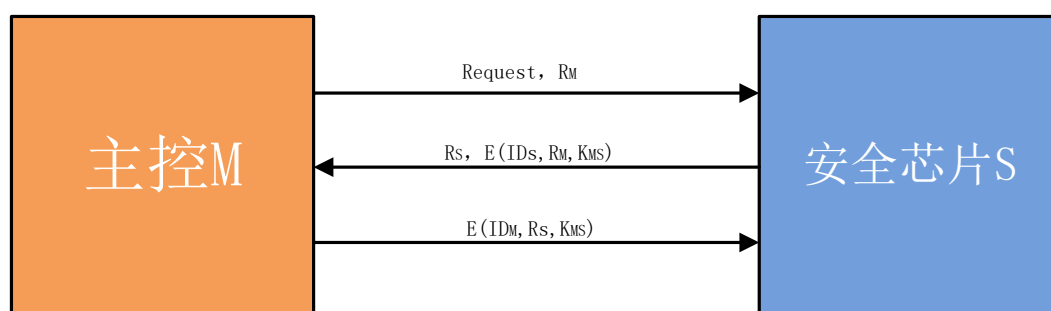 主控M
Request, RM
RS, E(IDS,RM,KMS)
E(IDM,RS,KMS)
安全芯片S